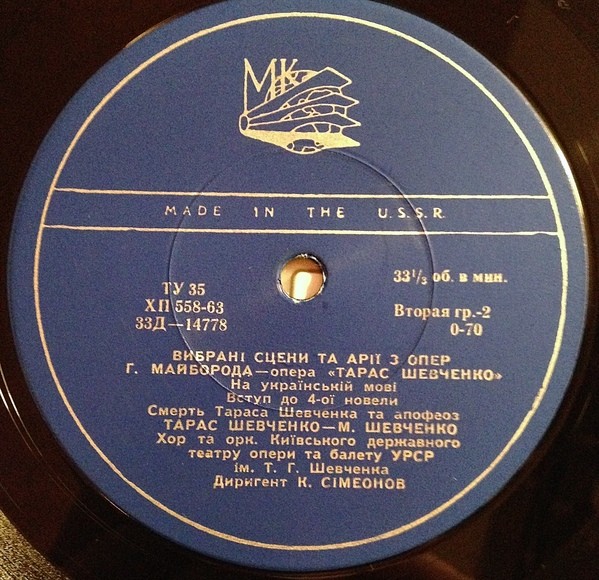 МК
MADE IN THE U.S.S.R.
ТУ 35
ХП 558-63
33Д—14778
33⅓ об. в мин.
Вторая гр.-2
0-70
ВИБРАНІ СЦЕНИ ТА АРІЇ З ОПЕР
Г. МАЙБОРОДА—опера «ТАРАС ШЕВЧЕНКО»
На українській мові
Вступ до 4-ої новели
Смерть Тараса Шевченка та апофеоз
ТАРАС ШЕВЧЕНКО—М. ШЕВЧЕНКО
Хор та орк. Київського державного
театру опери та балету УРСР
ім. Т. Г. Шевченка
Диригент К. СІМЕОНОВ